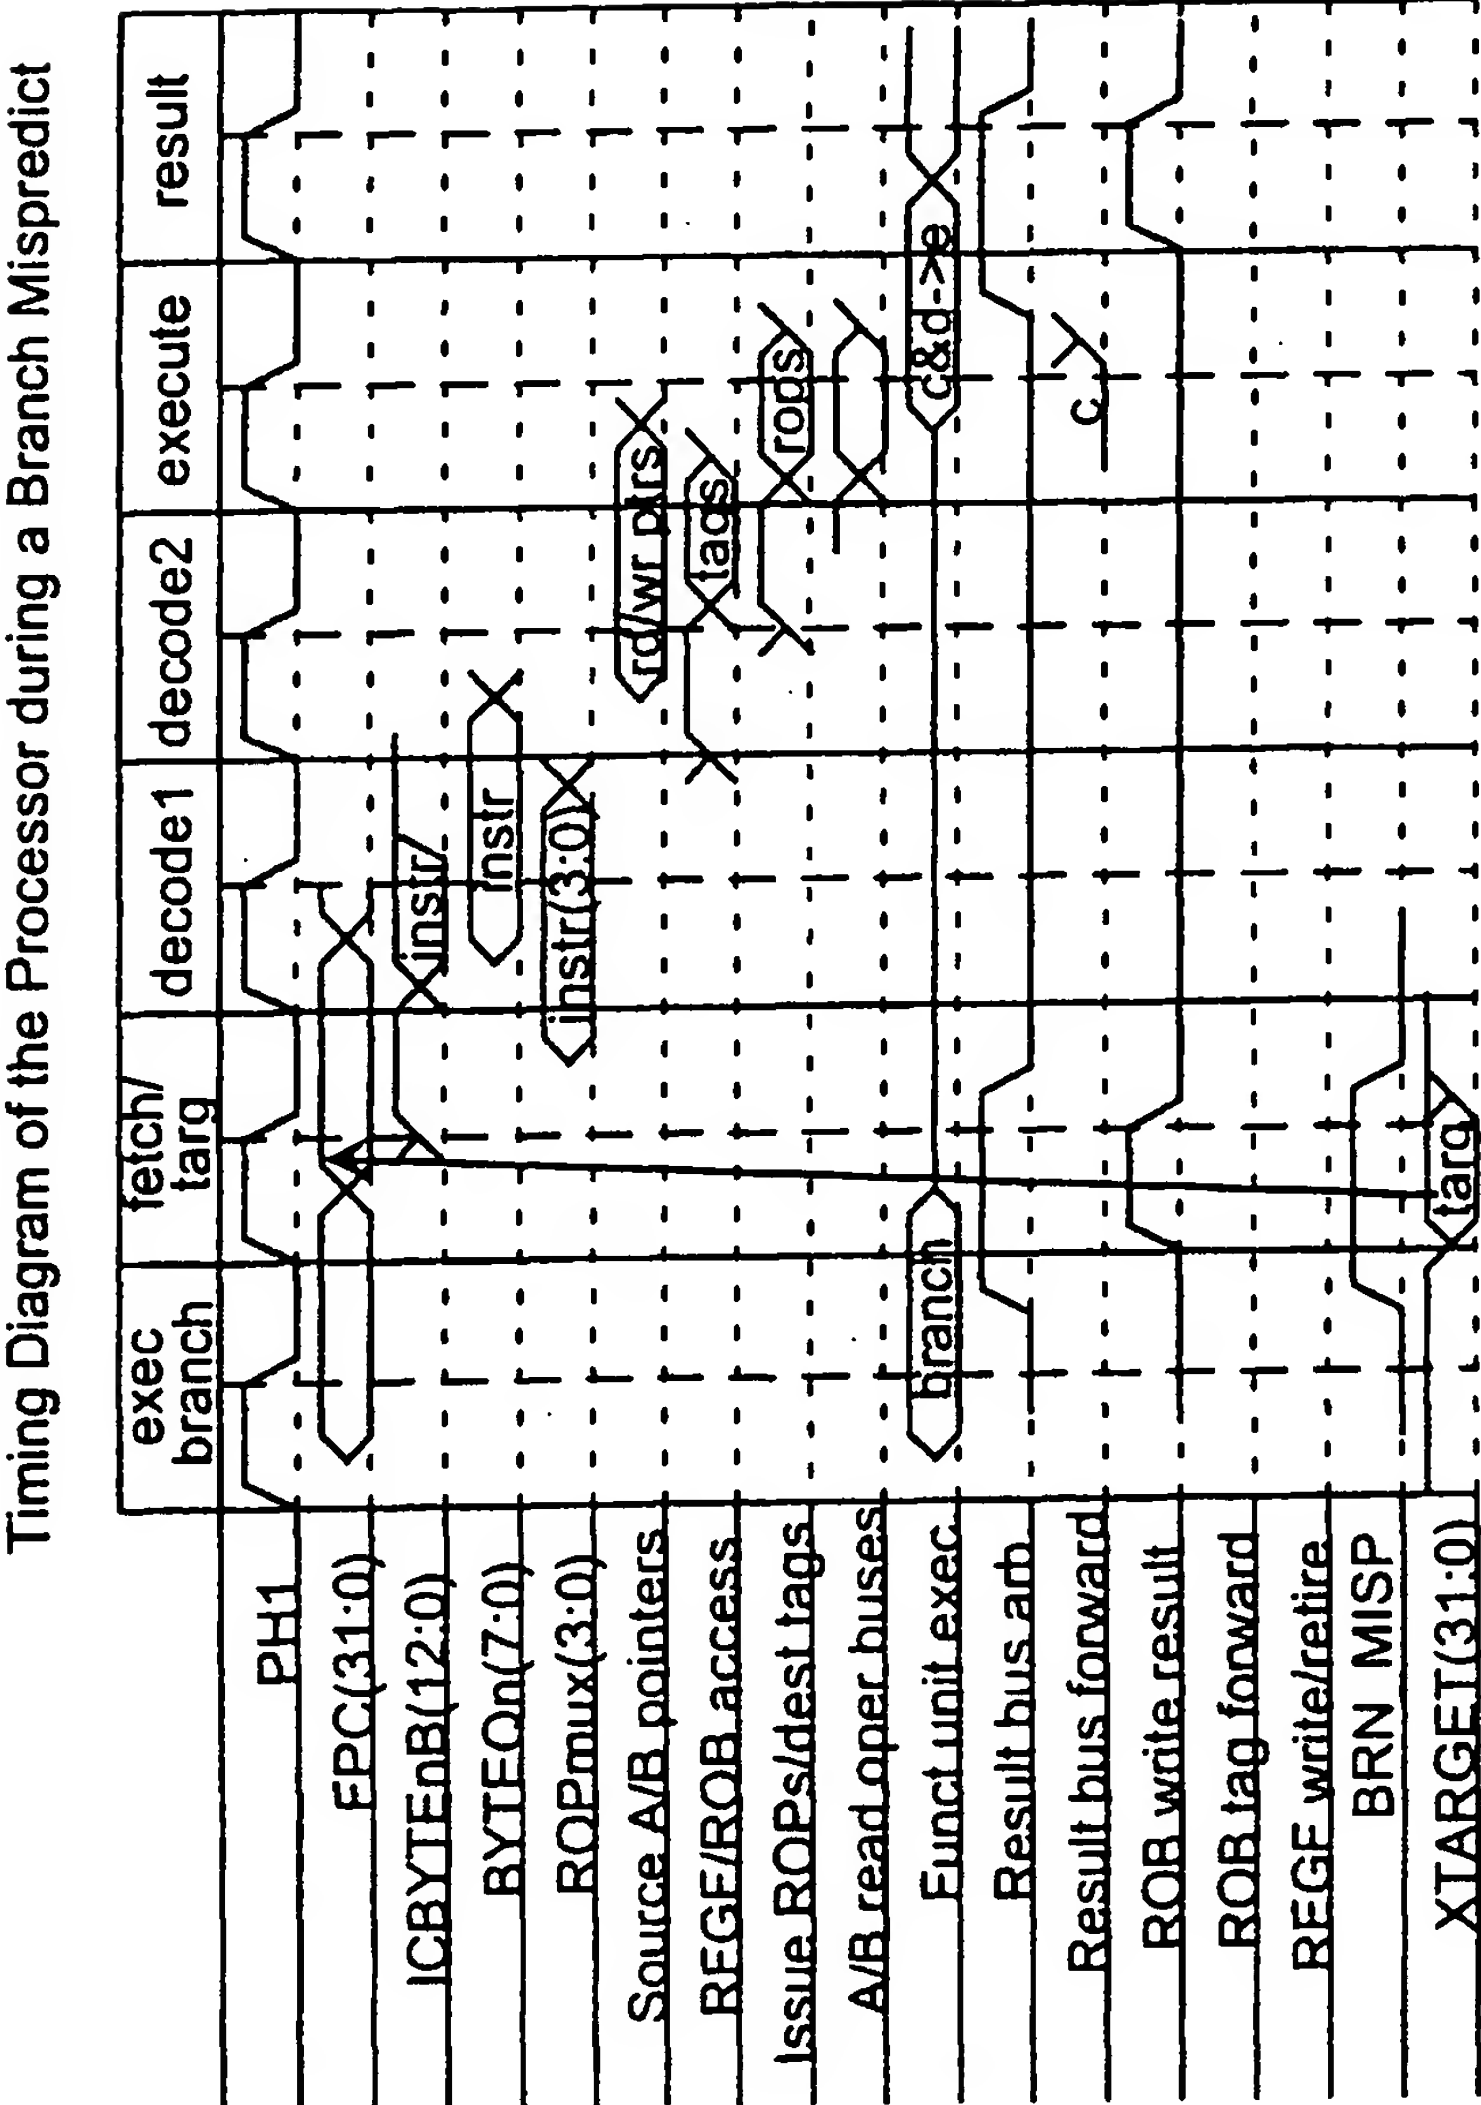 Timing Diagram of the Processor during a Branch Mispredict
exec
branch
fetch/
targ
decode1
decode2
execute
result
PH1
FPC(31:0)
ICBYTEnB(12:0)
instr
BYTEQn(7:0)
instr
ROPmux(3:0)
instr(3:0)
Source A/B pointers
rd/wr ptrs
REGF/ROB access
tags
Issue ROPs/dest tags
rops
A/B read oper buses
Funct unit exec
branch
c&d->e
Result bus arb
Result bus forward
c
ROB write result
ROB tag forward
REGF write/retire
BRN MISP
XTARGET(31:0)
targ